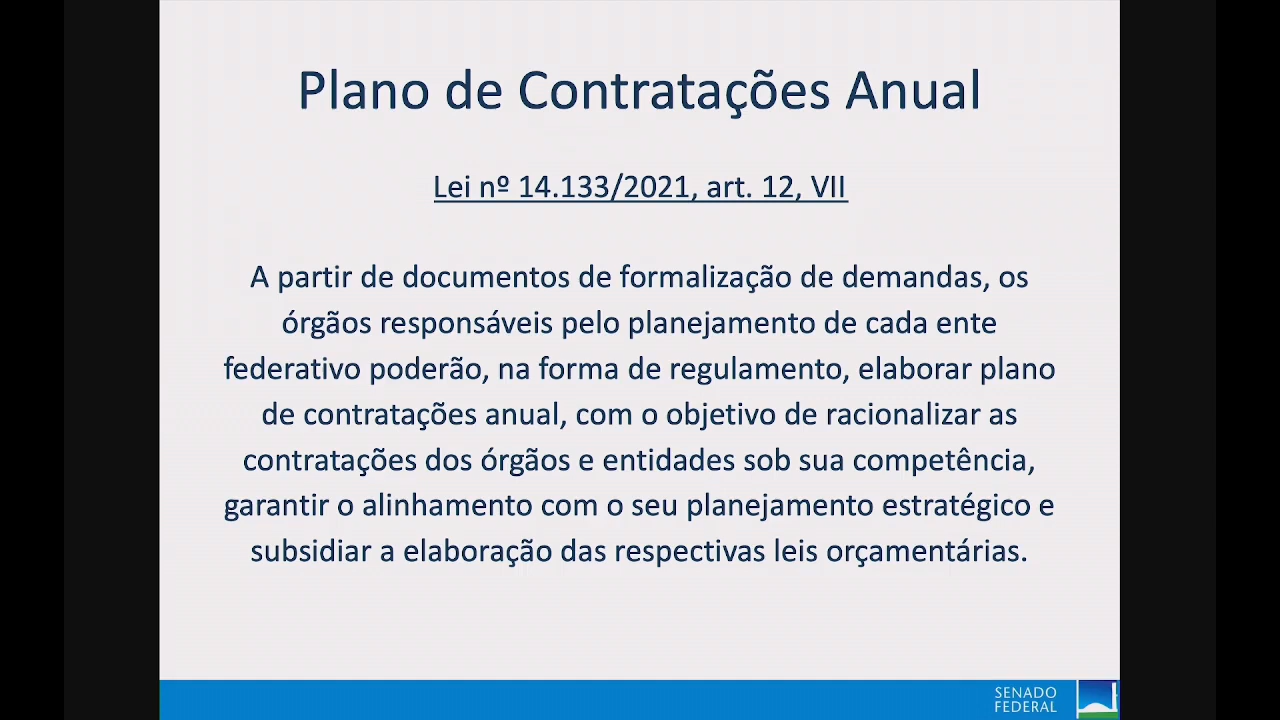 Plano de Contratações Anual
Lei nº 14.133/2021, art. 12, VII
A partir de documentos de formalização de demandas, os
órgãos responsáveis pelo planejamento de cada ente
federativo poderão, na forma de regulamento, elaborar plano
de contratações anual, com o objetivo de racionalizar as
contratações dos órgãos e entidades sob sua competência,
garantir o alinhamento com o seu planejamento estratégico e
subsidiar a elaboração das respectivas leis orçamentárias.
SENADO
FEDERAL